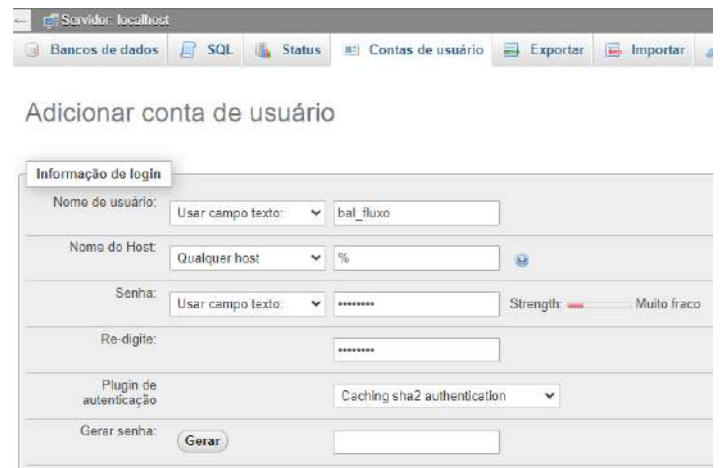 Servidor: localhost
Bancos de dados SQL Status Contas de usuário Exportar Importar
Adicionar conta de usuário
Informação de login
Nome de usuário: Usar campo texto: bal_fluxo
Nome do Host: Qualquer host %
Senha: Usar campo texto: •••••••• Strength: Muito fraco
Re-digite: ••••••••
Plugin de
autenticação Caching sha2 authentication
Gerar senha: Gerar